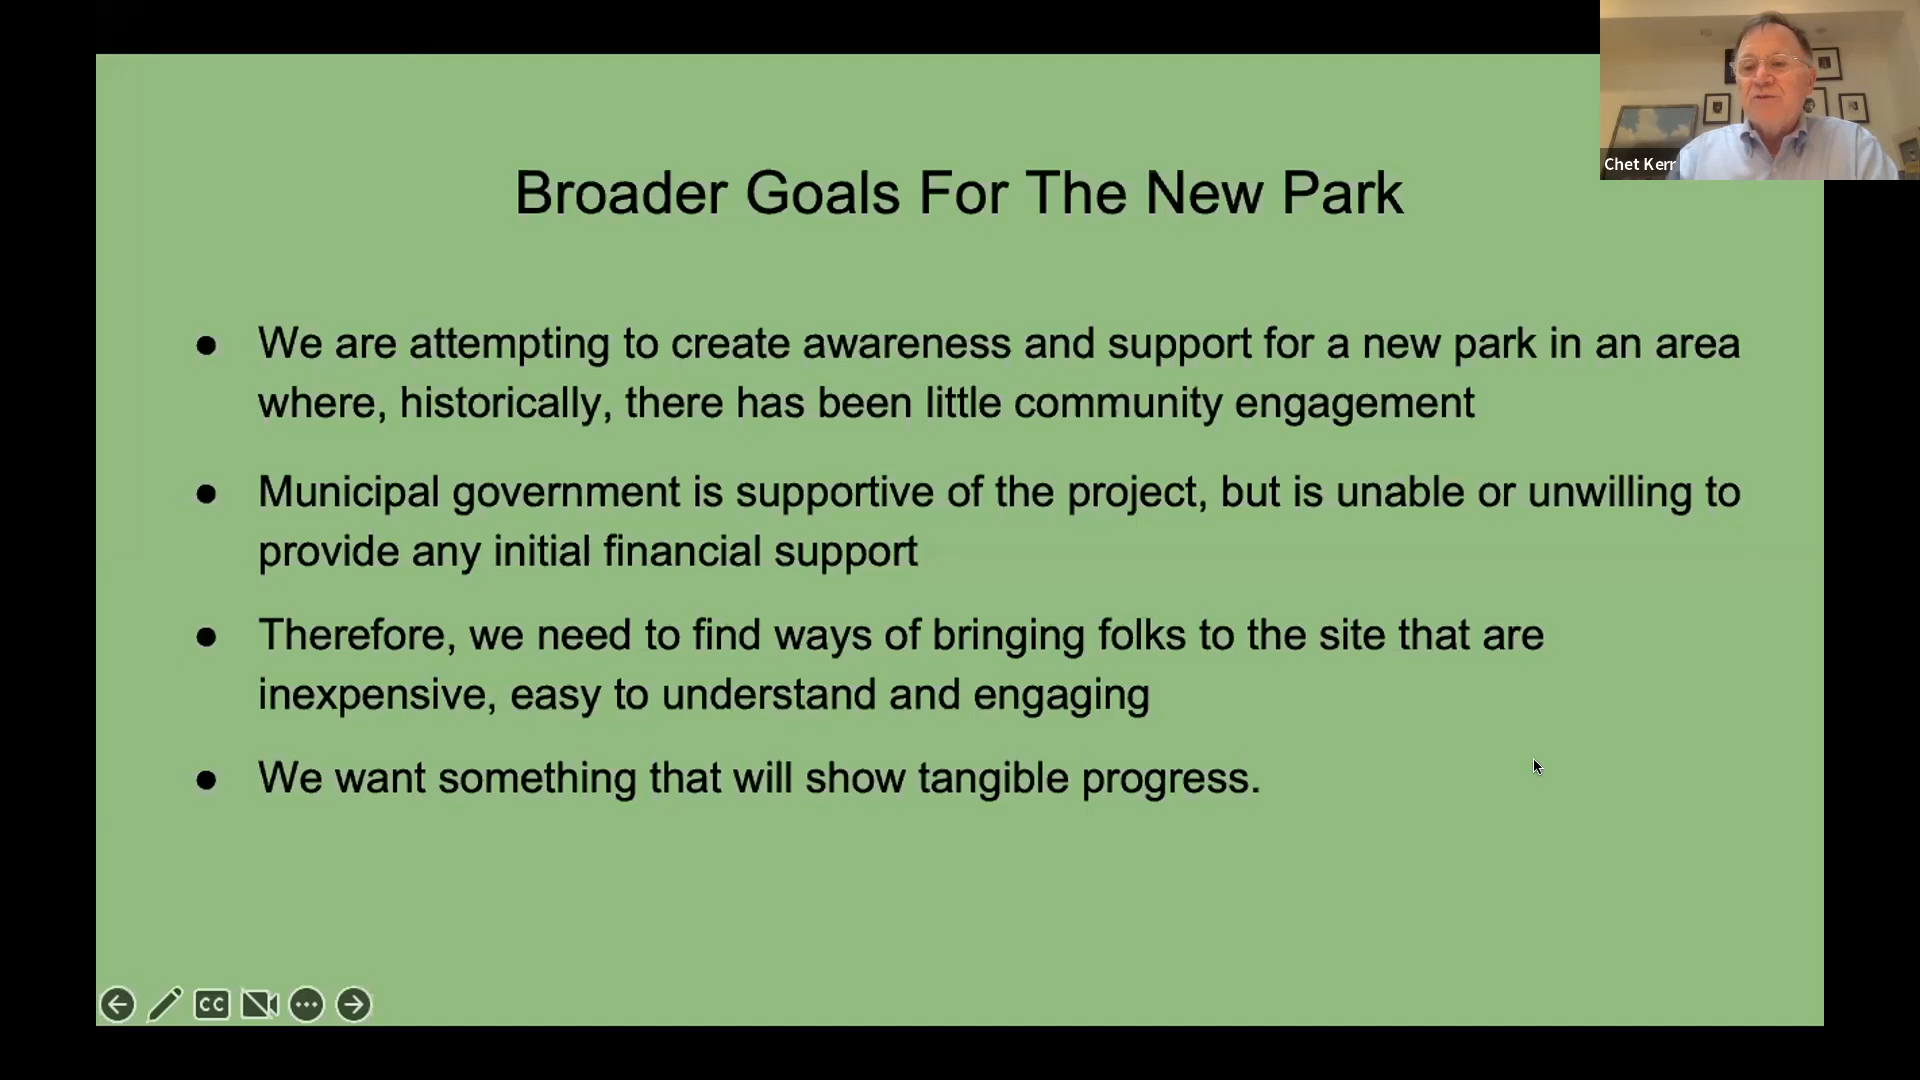 Chet Kerr
Broader Goals For The New Park
● We are attempting to create awareness and support for a new park in an area
where, historically, there has been little community engagement
● Municipal government is supportive of the project, but is unable or unwilling to
provide any initial financial support
● Therefore, we need to find ways of bringing folks to the site that are
inexpensive, easy to understand and engaging
● We want something that will show tangible progress.
CC